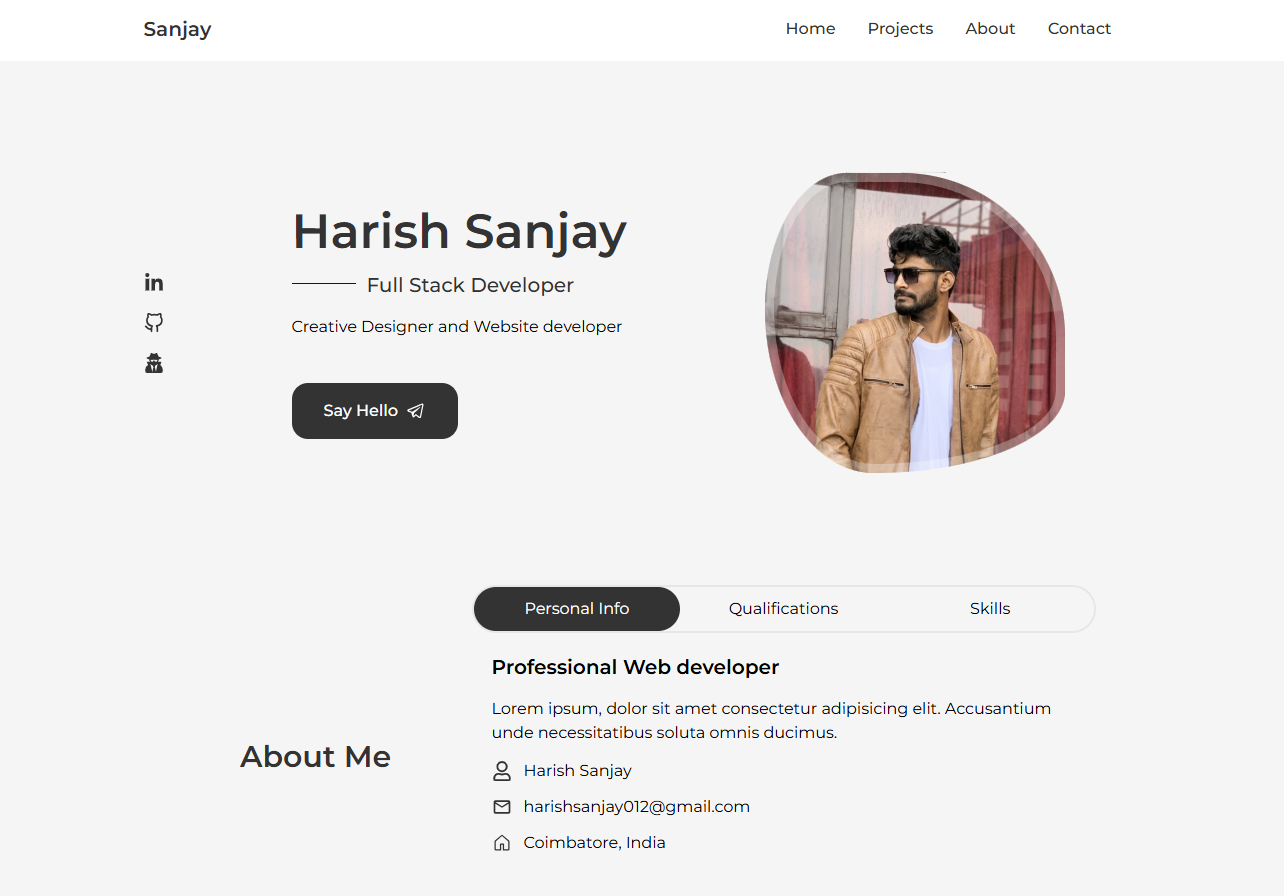 Sanjay
Home Projects About Contact
Harish Sanjay
Full Stack Developer
Creative Designer and Website developer
Say Hello
Personal Info Qualifications Skills
Professional Web developer
Lorem ipsum, dolor sit amet consectetur adipisicing elit. Accusantium
unde necessitatibus soluta omnis ducimus.
About Me
Harish Sanjay
harishsanjay012@gmail.com
Coimbatore, India